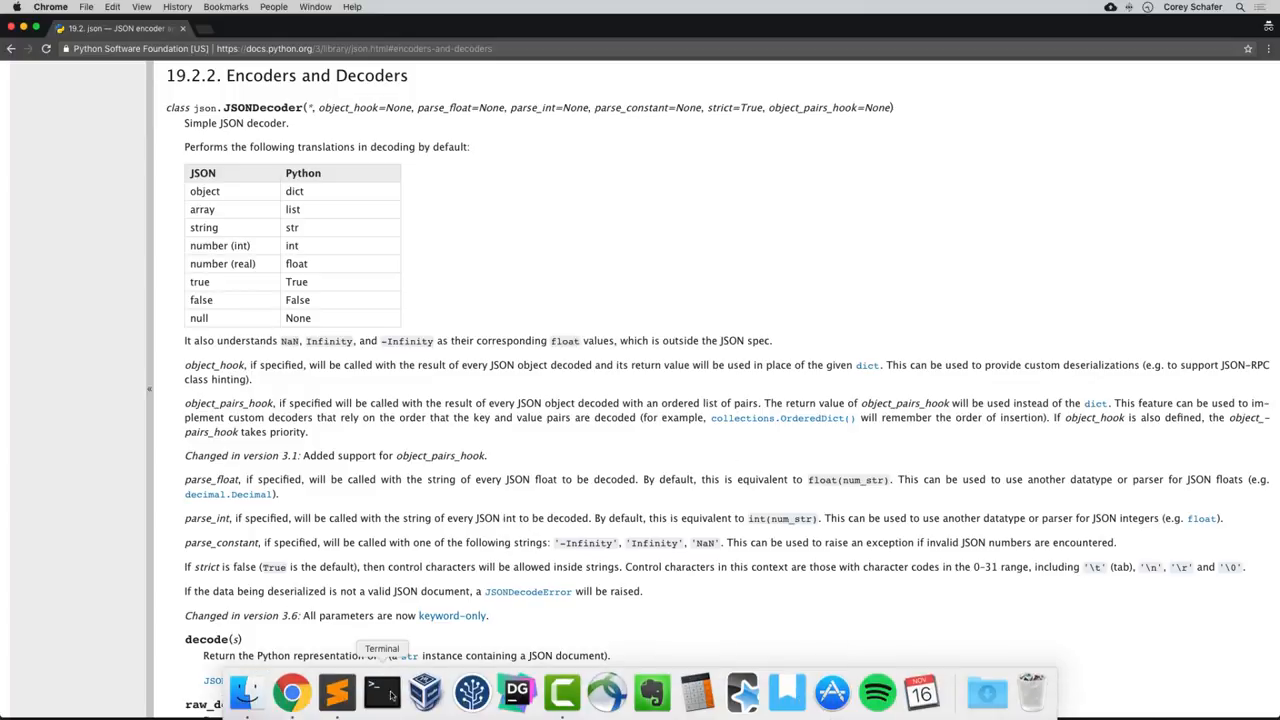 Chrome File Edit View History Bookmarks People Window Help Corey Schafer
19.2. json — JSON encoder a
Python Software Foundation [US] https://docs.python.org/3/library/json.html#encoders-and-decoders
19.2.2. Encoders and Decoders
class json.JSONDecoder(*, object_hook=None, parse_float=None, parse_int=None, parse_constant=None, strict=True, object_pairs_hook=None)
Simple JSON decoder.
Performs the following translations in decoding by default:
JSON Python
object dict
array list
string str
number (int) int
number (real) float
true True
false False
null None
It also understands NaN, Infinity, and -Infinity as their corresponding float values, which is outside the JSON spec.
object_hook, if specified, will be called with the result of every JSON object decoded and its return value will be used in place of the given dict. This can be used to provide custom deserializations (e.g. to support JSON-RPC
class hinting).
object_pairs_hook, if specified will be called with the result of every JSON object decoded with an ordered list of pairs. The return value of object_pairs_hook will be used instead of the dict. This feature can be used to im-
plement custom decoders that rely on the order that the key and value pairs are decoded (for example, collections.OrderedDict() will remember the order of insertion). If object_hook is also defined, the object_-
pairs_hook takes priority.
Changed in version 3.1: Added support for object_pairs_hook.
parse_float, if specified, will be called with the string of every JSON float to be decoded. By default, this is equivalent to float(num_str). This can be used to use another datatype or parser for JSON floats (e.g.
decimal.Decimal).
parse_int, if specified, will be called with the string of every JSON int to be decoded. By default, this is equivalent to int(num_str). This can be used to use another datatype or parser for JSON integers (e.g. float).
parse_constant, if specified, will be called with one of the following strings: '-Infinity', 'Infinity', 'NaN'. This can be used to raise an exception if invalid JSON numbers are encountered.
If strict is false (True is the default), then control characters will be allowed inside strings. Control characters in this context are those with character codes in the 0–31 range, including '\t' (tab), '\n', '\r' and '\0'.
If the data being deserialized is not a valid JSON document, a JSONDecodeError will be raised.
Changed in version 3.6: All parameters are now keyword-only.
decode(s)
Terminal
Return the Python representation (a str instance containing a JSON document).
JSO
raw_d
>_
DG
NOV
16